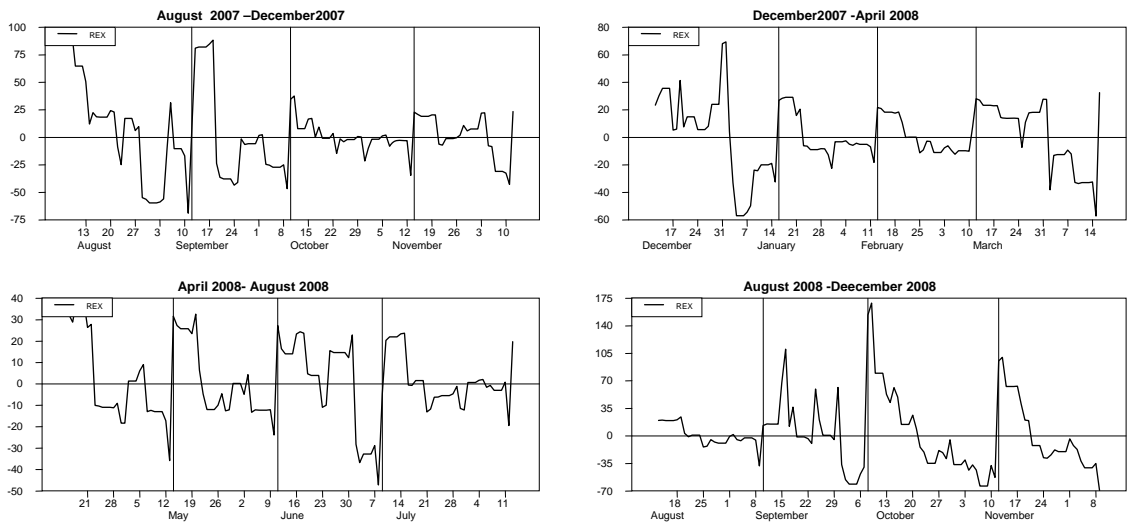 August 2007 –December2007
REX
100
75
50
25
0
-25
-50
-75
13 20 27 3 10 17 24 1 8 15 22 29 5 12 19 26 3 10
August September October November
December2007 -April 2008
REX
80
60
40
20
0
-20
-40
-60
17 24 31 7 14 21 28 4 11 18 25 3 10 17 24 31 7 14
December January February March
April 2008- August 2008
REX
40
30
20
10
0
-10
-20
-30
-40
-50
21 28 5 12 19 26 2 9 16 23 30 7 14 21 28 4 11
May June July
August 2008 -Deecember 2008
REX
175
140
105
70
35
0
-35
-70
18 25 1 8 15 22 29 6 13 20 27 3 10 17 24 1 8
August September October November